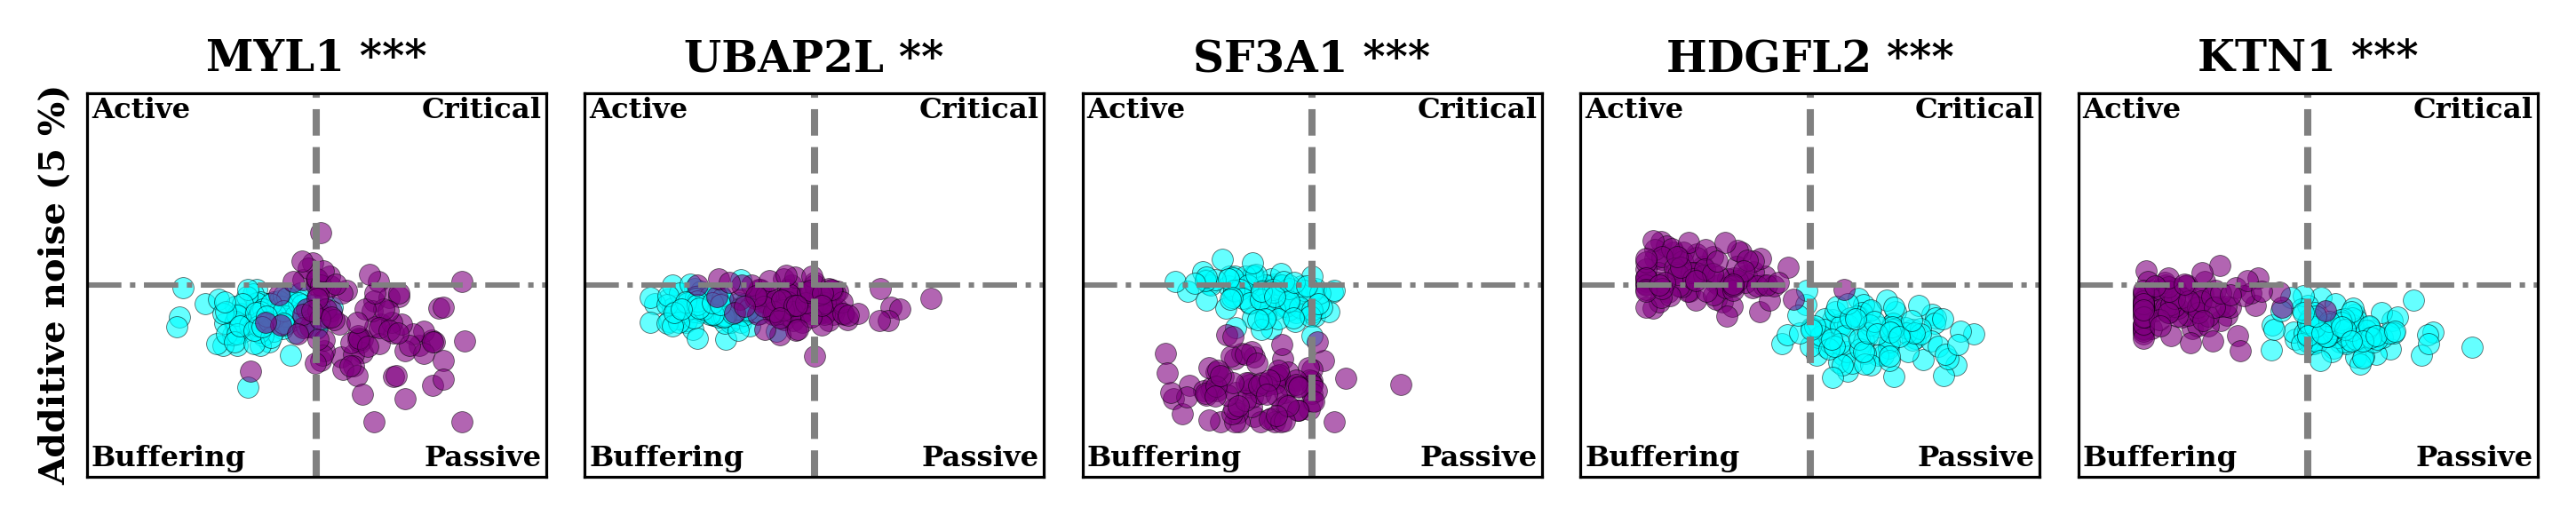 MYL1 ***
UBAP2L **
SF3A1 ***
HDGFL2 ***
KTN1 ***
Additive noise (5 %)
Active
Critical
Buffering
Passive
Active
Critical
Buffering
Passive
Active
Critical
Buffering
Passive
Active
Critical
Buffering
Passive
Active
Critical
Buffering
Passive